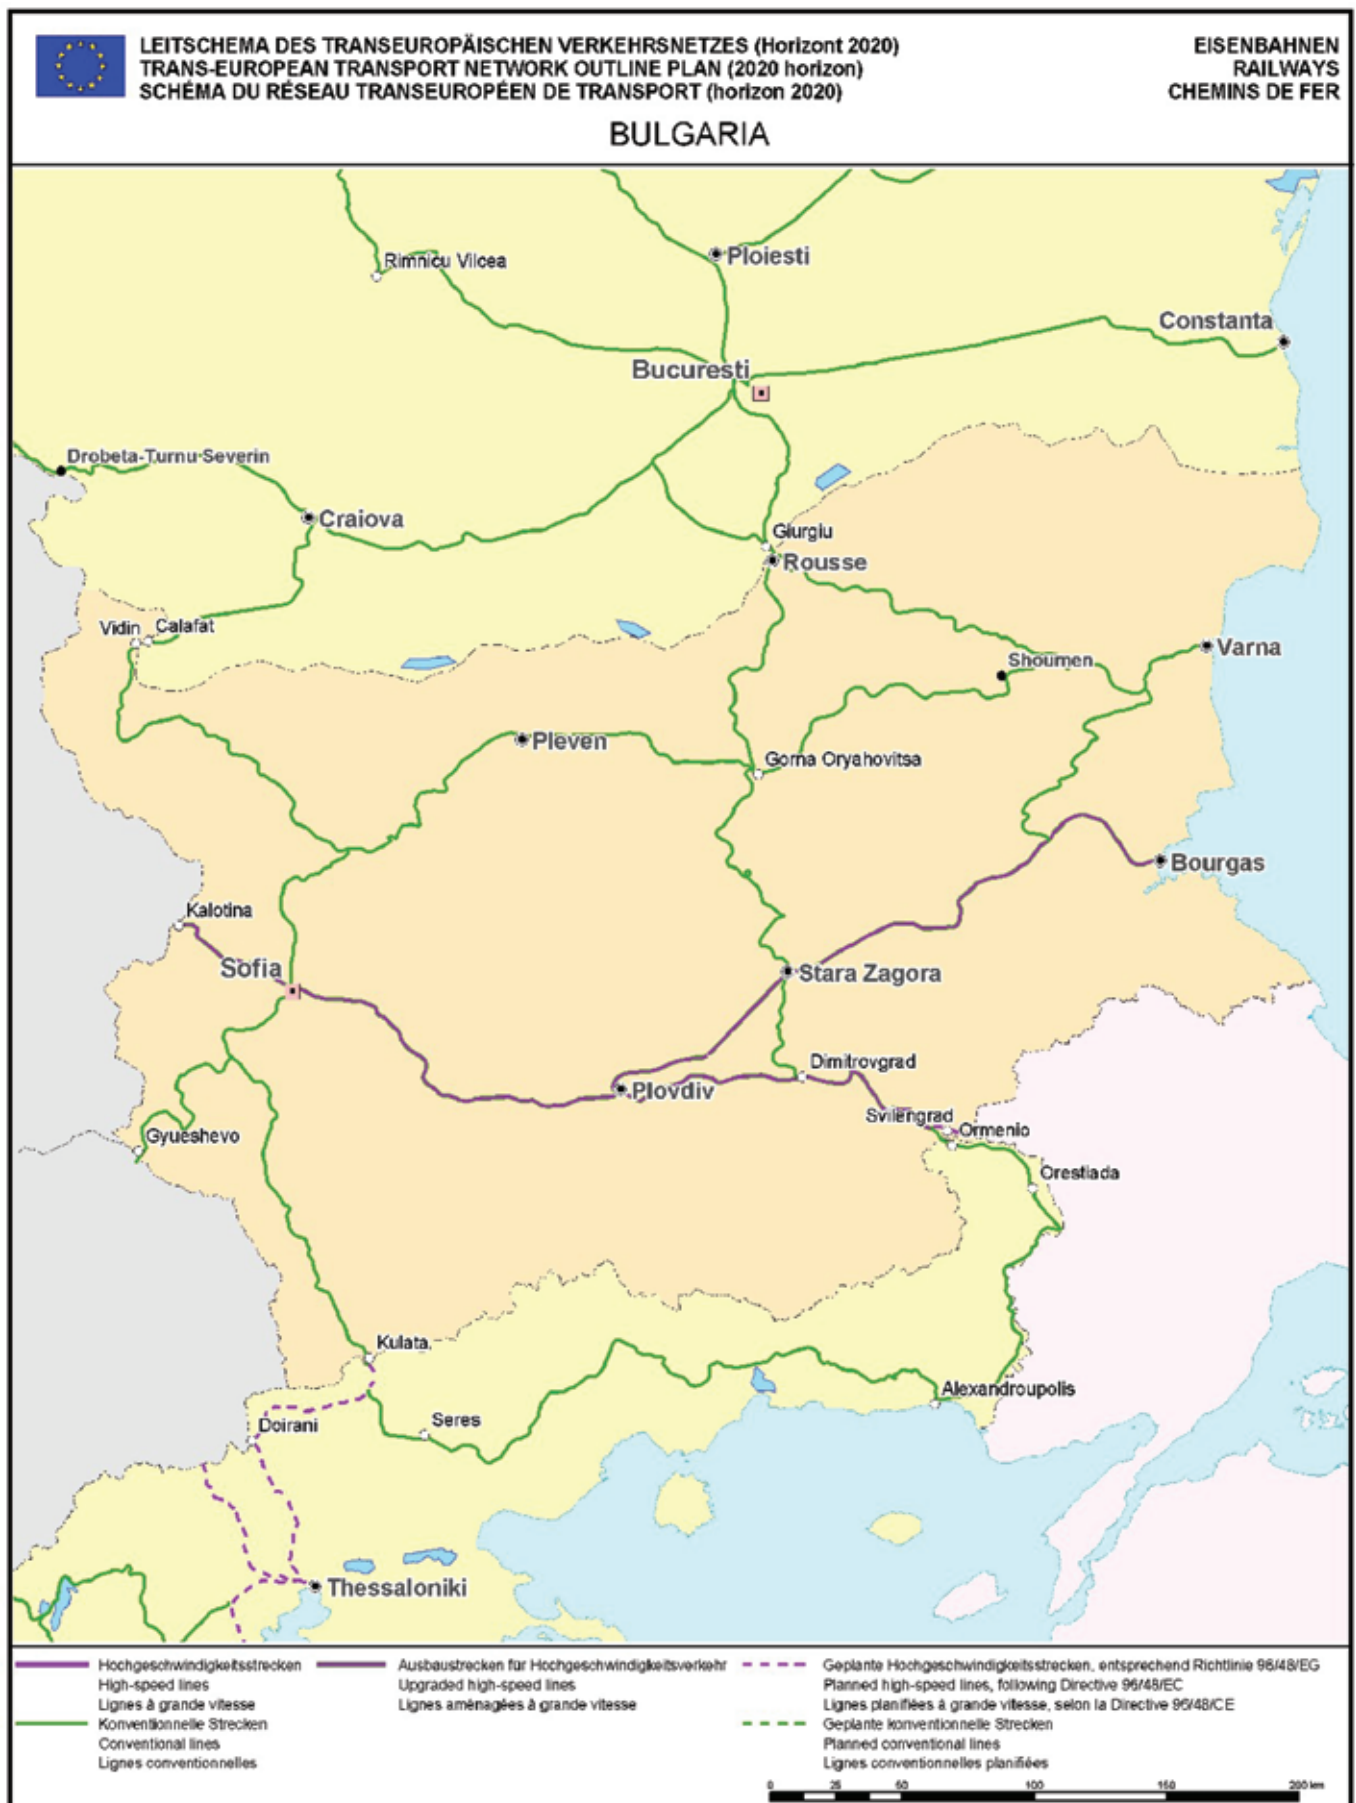 LEITSCHEMA DES TRANSEUROPÄISCHEN VERKEHRSNETZES (Horizont 2020)
TRANS-EUROPEAN TRANSPORT NETWORK OUTLINE PLAN (2020 horizon)
SCHÉMA DU RÉSEAU TRANSEUROPÉEN DE TRANSPORT (horizon 2020)
EISENBAHNEN
RAILWAYS
CHEMINS DE FER
BULGARIA
Ploiesti
Rimnicu Vilcea
Constanta
Bucuresti
Drobeta-Turnu Severin
Craiova
Giurgiu
Rousse
Vidin
Calafat
Varna
Shoumen
Pleven
Gorna Oryahovitsa
Bourgas
Kalotina
Sofia
Stara Zagora
Dimitrovgrad
Plovdiv
Svilengrad
Ormenio
Gyueshevo
Orestiada
Kulata
Alexandroupolis
Doirani
Seres
Thessaloniki
Hochgeschwindigkeitsstrecken
High-speed lines
Lignes à grande vitesse
Konventionnelle Strecken
Conventional lines
Lignes conventionnelles
Ausbaustrecken für Hochgeschwindigkeitsverkehr
Upgraded high-speed lines
Lignes aménagées à grande vitesse
Geplante Hochgeschwindigkeitsstrecken, entsprechend Richtlinie 96/48/EG
Planned high-speed lines, following Directive 96/48/EC
Lignes planifiées à grande vitesse, selon la Directive 96/48/CE
Geplante konventionelle Strecken
Planned conventional lines
Lignes conventionnelles planifiées
0 25 50 100 150 200 km